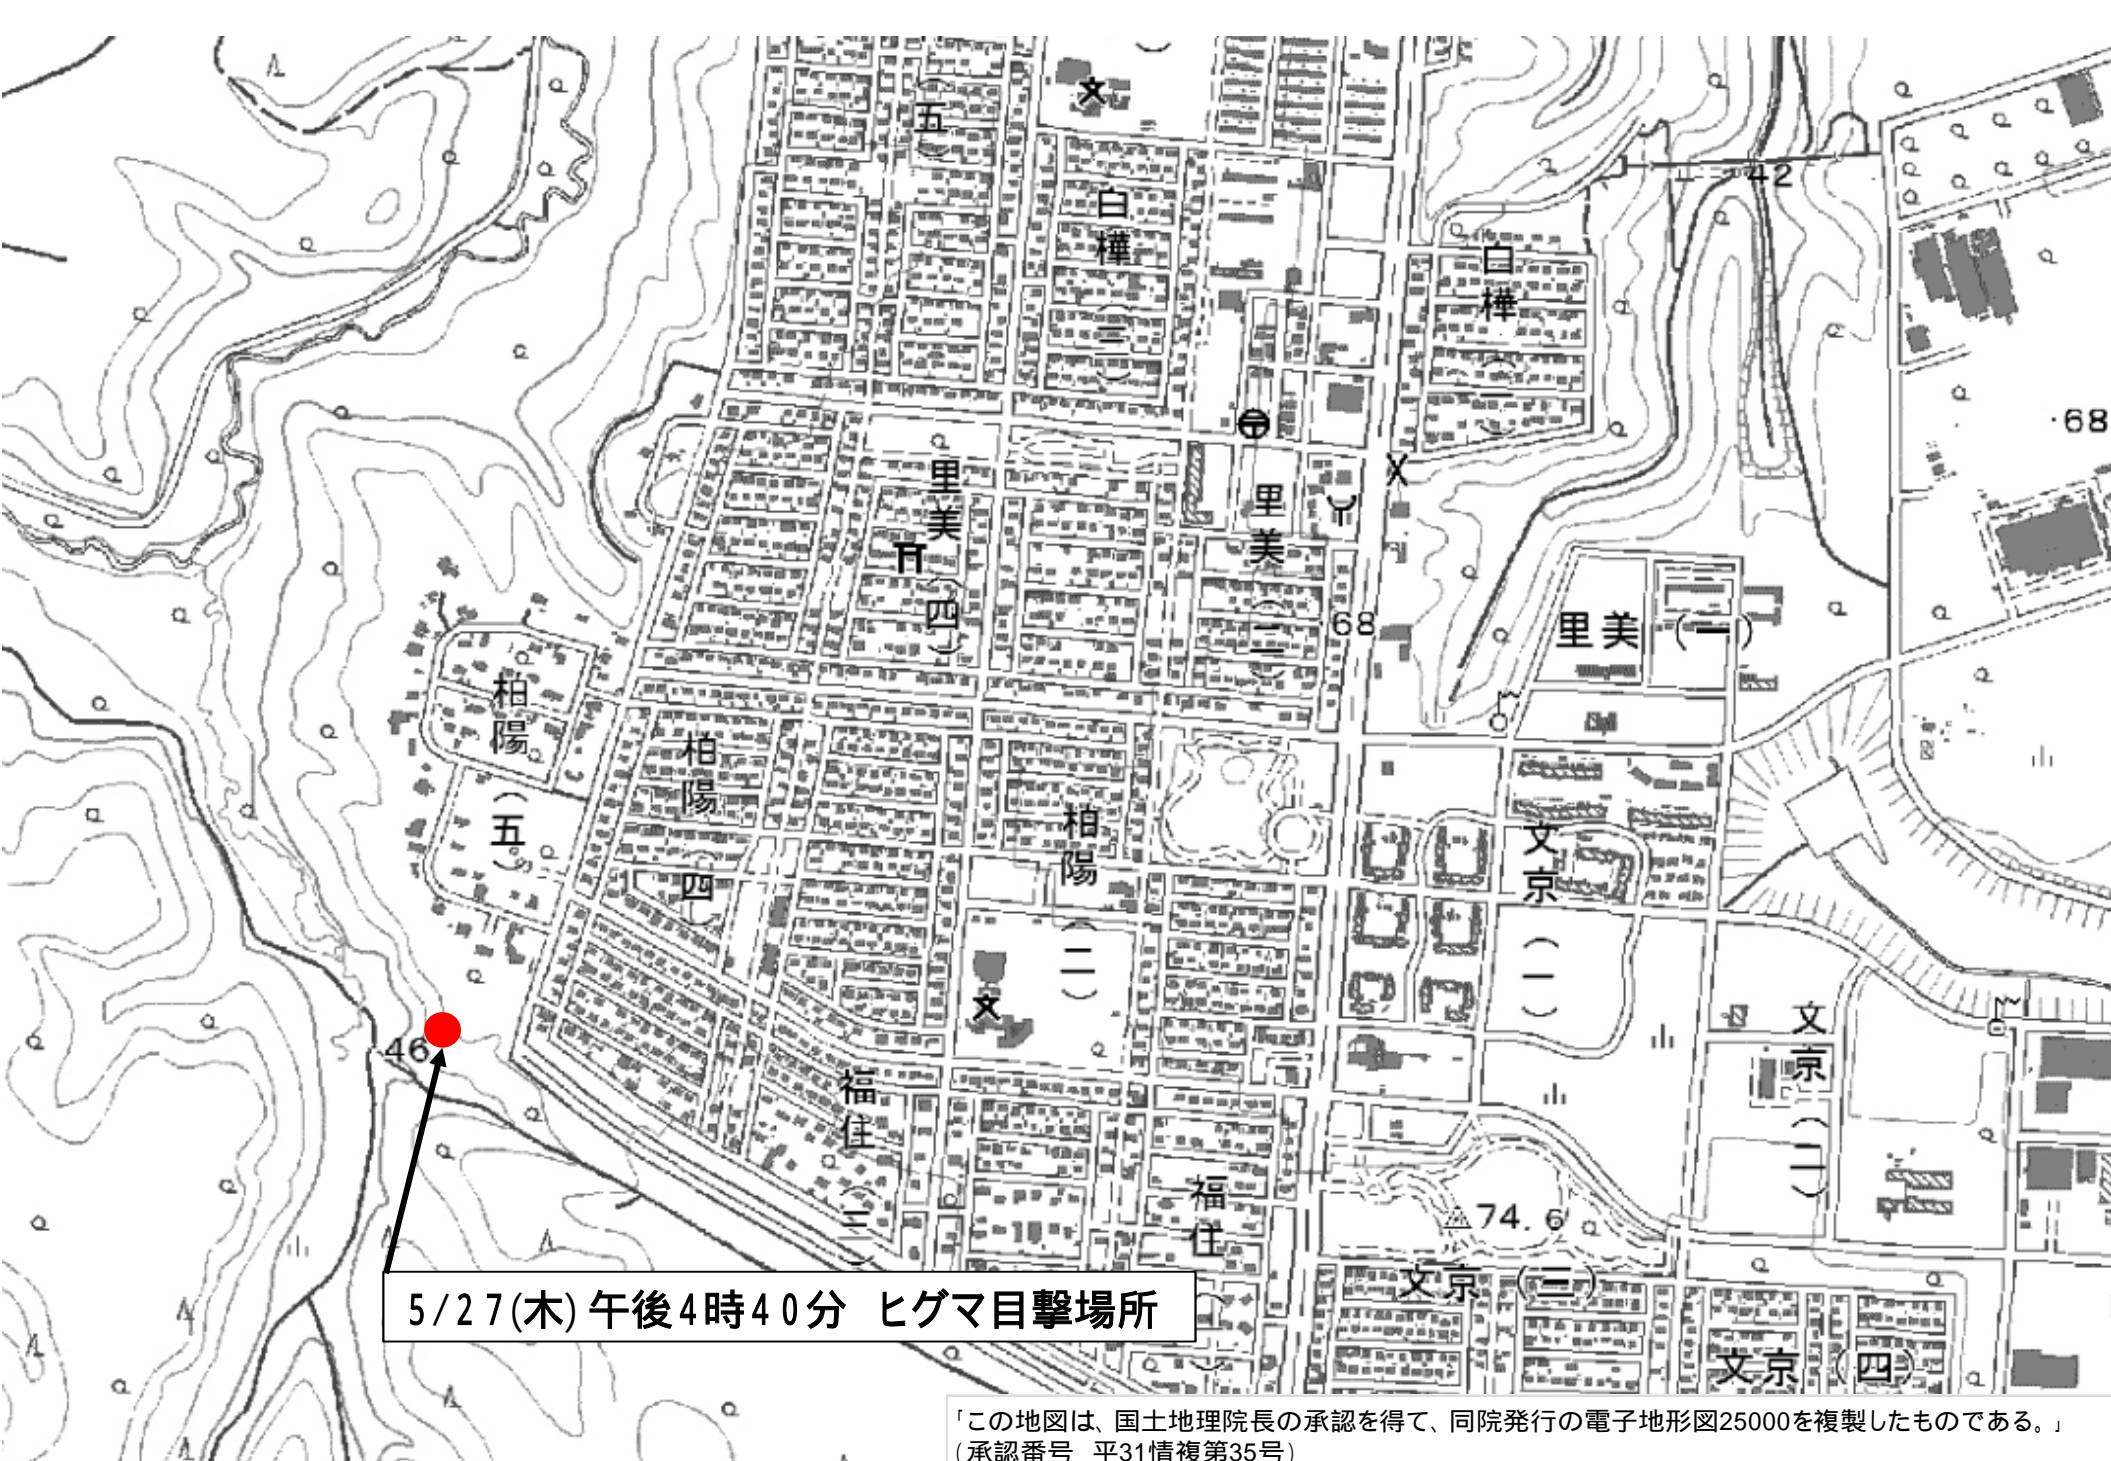 (五)
42
白樺
(三)
白樺
(一)
68
里美
(四)
里美
(二)
68
里美(一)
柏陽
(五)
柏陽
(四)
柏陽
(二)
文京
(一)
文京
(二)
46
福住
(三)
福住
74.6
文京(三)
文京(四)
5/27(木)午後4時40分 ヒグマ目撃場所
「この地図は、国土地理院長の承認を得て、同院発行の電子地形図25000を複製したものである。」
(承認番号 平31情複第35号)